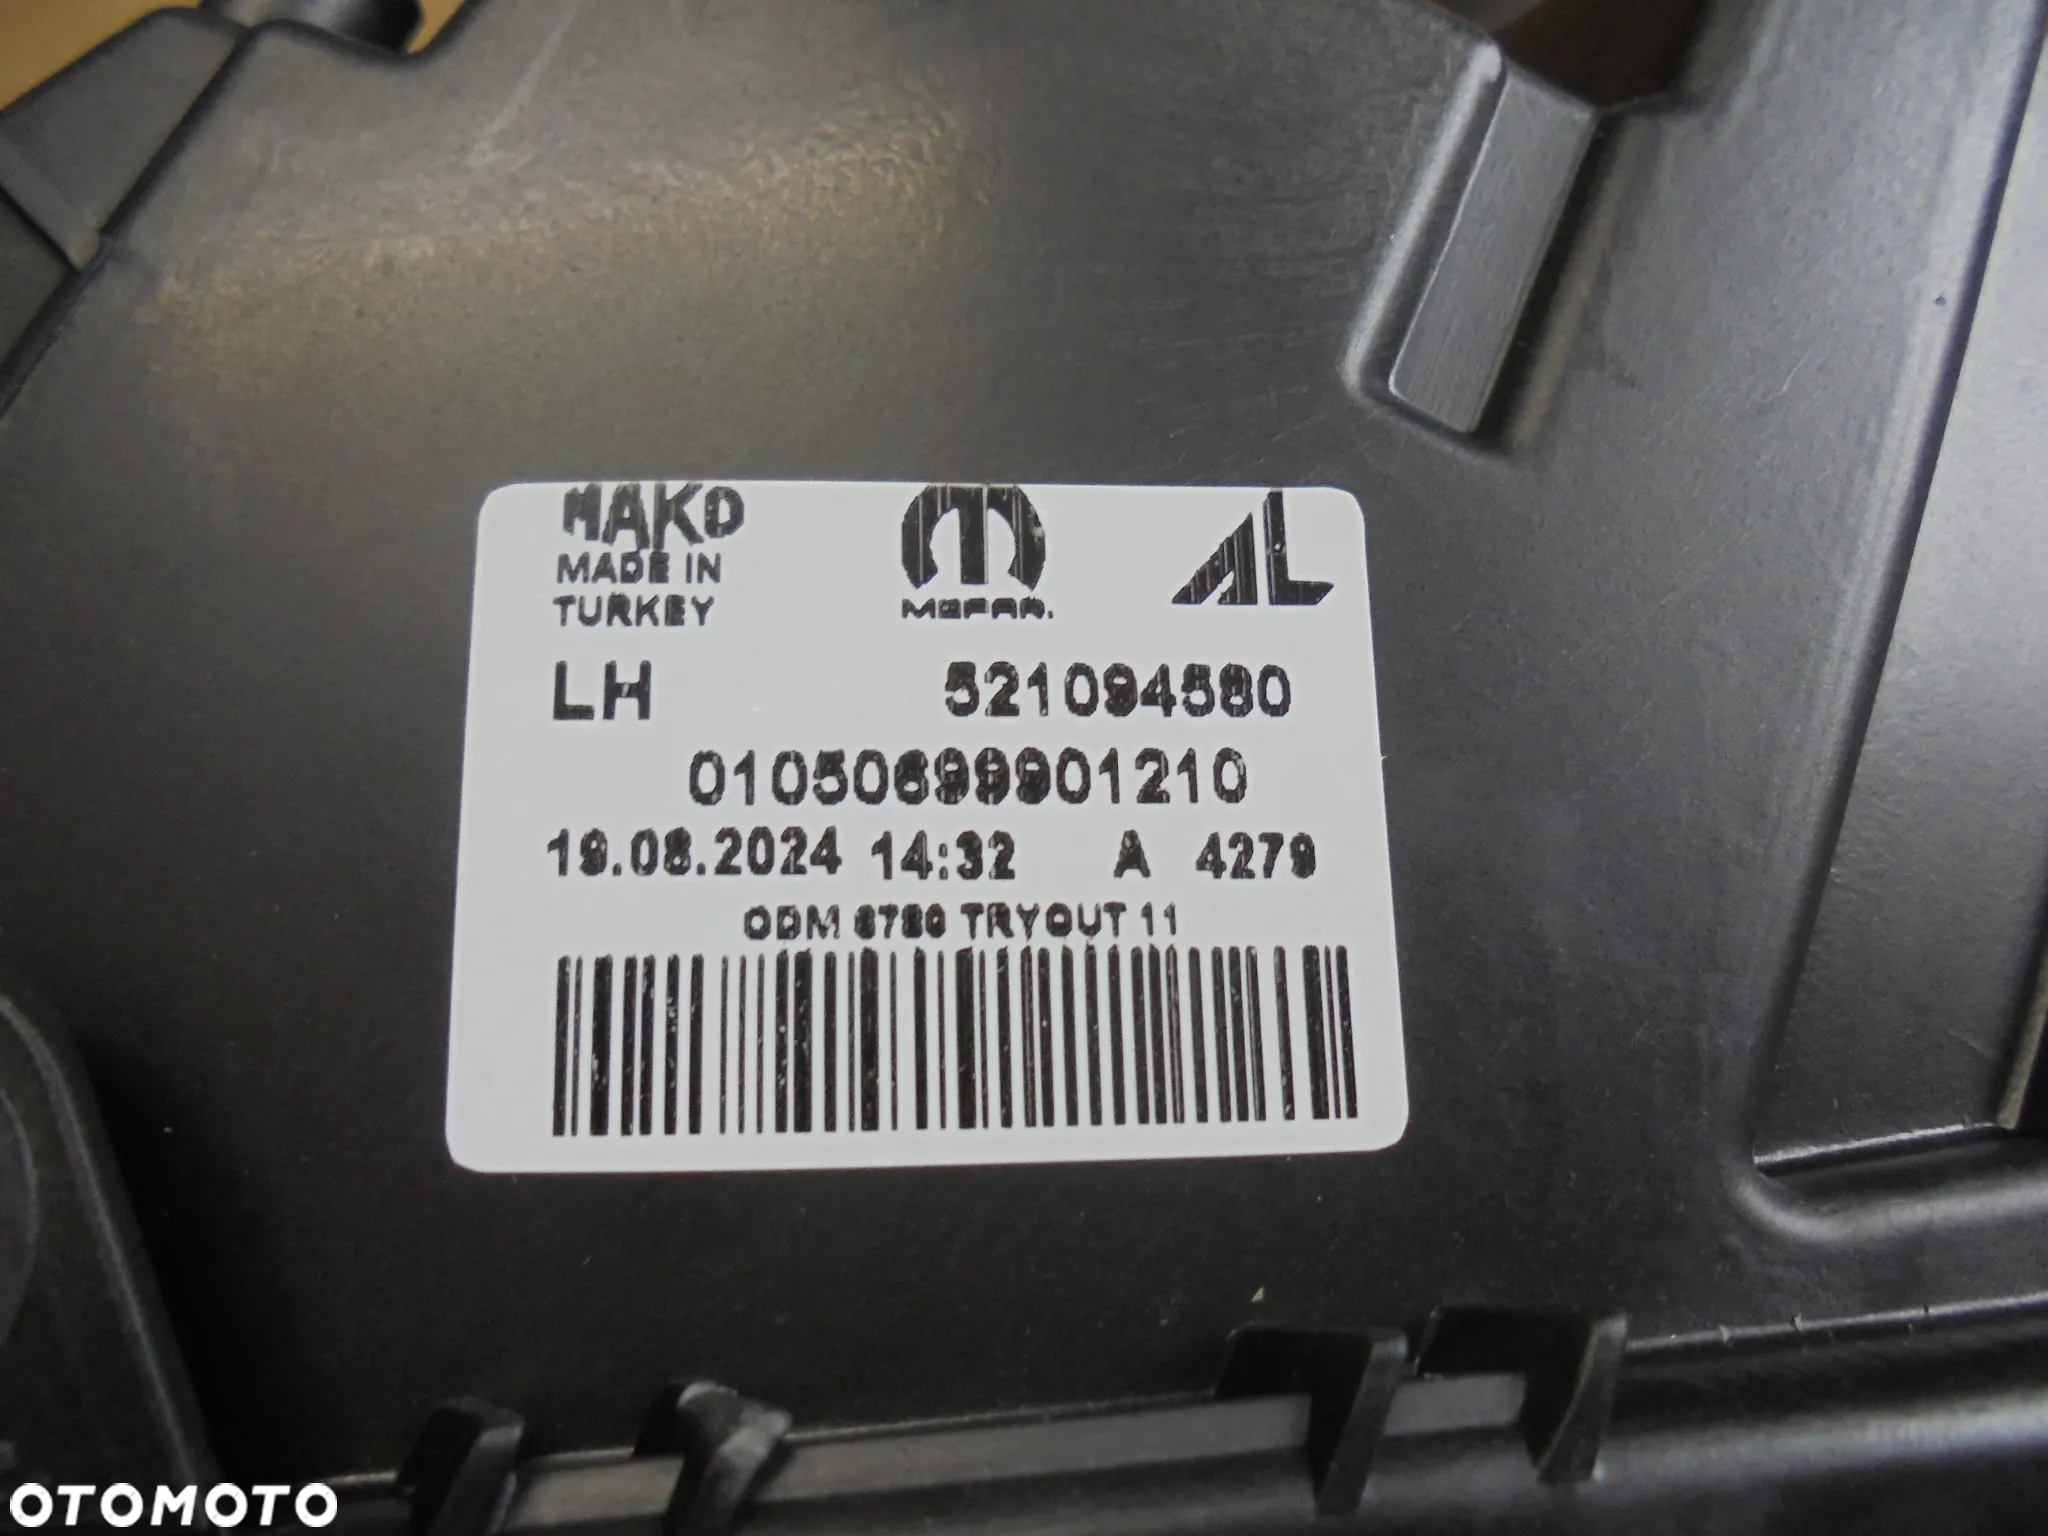 MAKO
MADE IN
TURKEY
MOPAR.
AL
LH 521094580
01050699901210
19.08.2024 14:32 A 4279
ODM 6780 TRYOUT 11
OTOMOTO